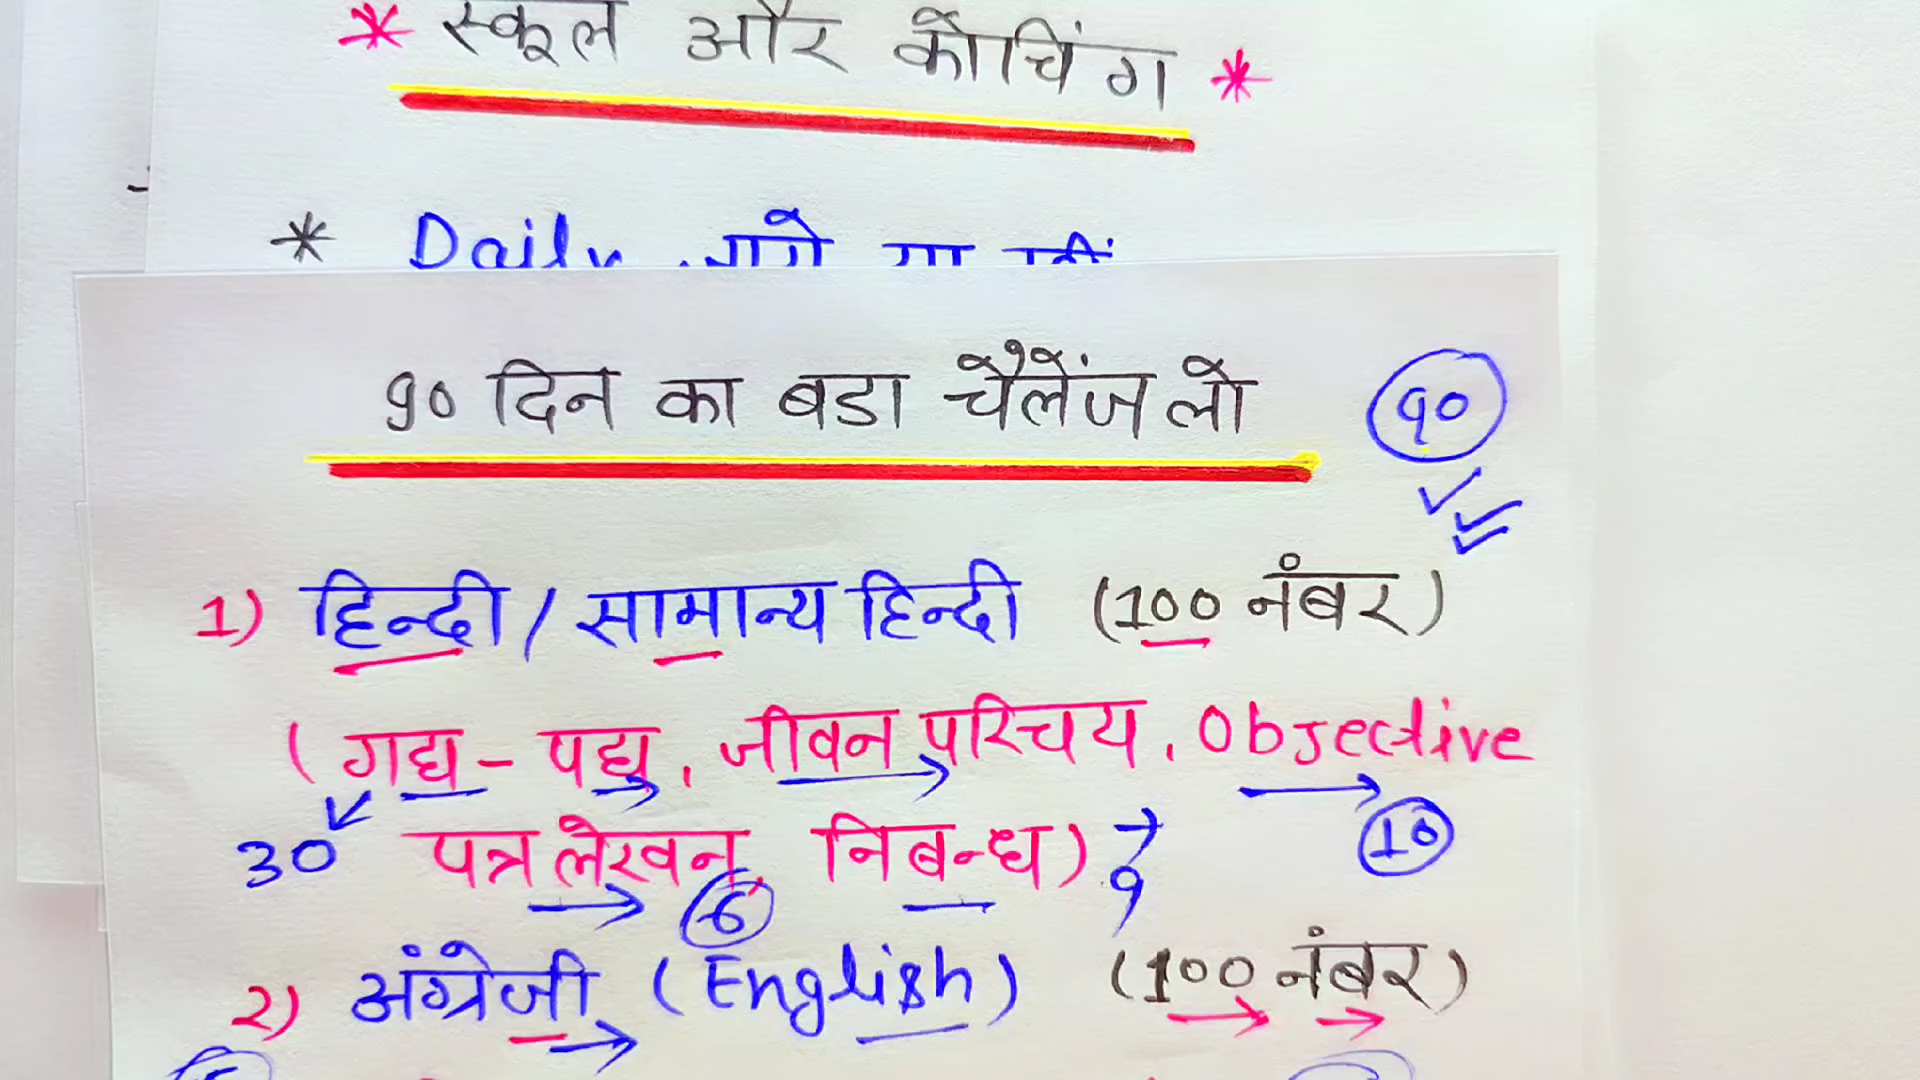 * स्कूल और कोचिंग *
* Daily
90 दिन का बडा चैलेंज लो 90
1) हिन्दी / सामान्य हिन्दी (100 नंबर)
( गद्य - पद्य, जीवन परिचय, Objective
30 पत्र लेखन, निबन्ध) → 9 10
6
2) अंग्रेजी (English) (100 नंबर)